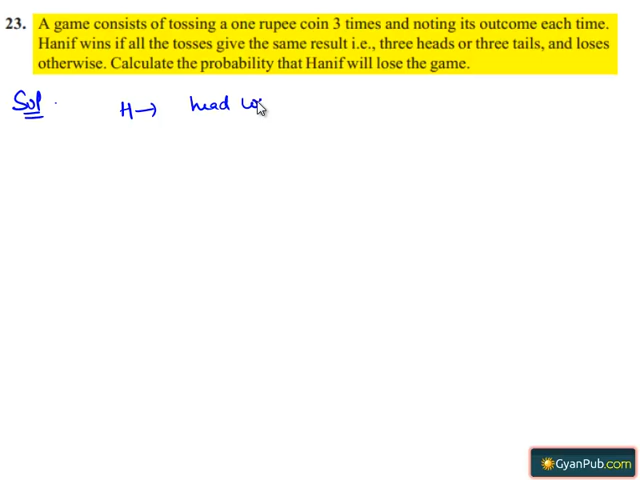 23. A game consists of tossing a one rupee coin 3 times and noting its outcome each time.
Hanif wins if all the tosses give the same result i.e., three heads or three tails, and loses
otherwise. Calculate the probability that Hanif will lose the game.
Sol.
H → head
GyanPub.com